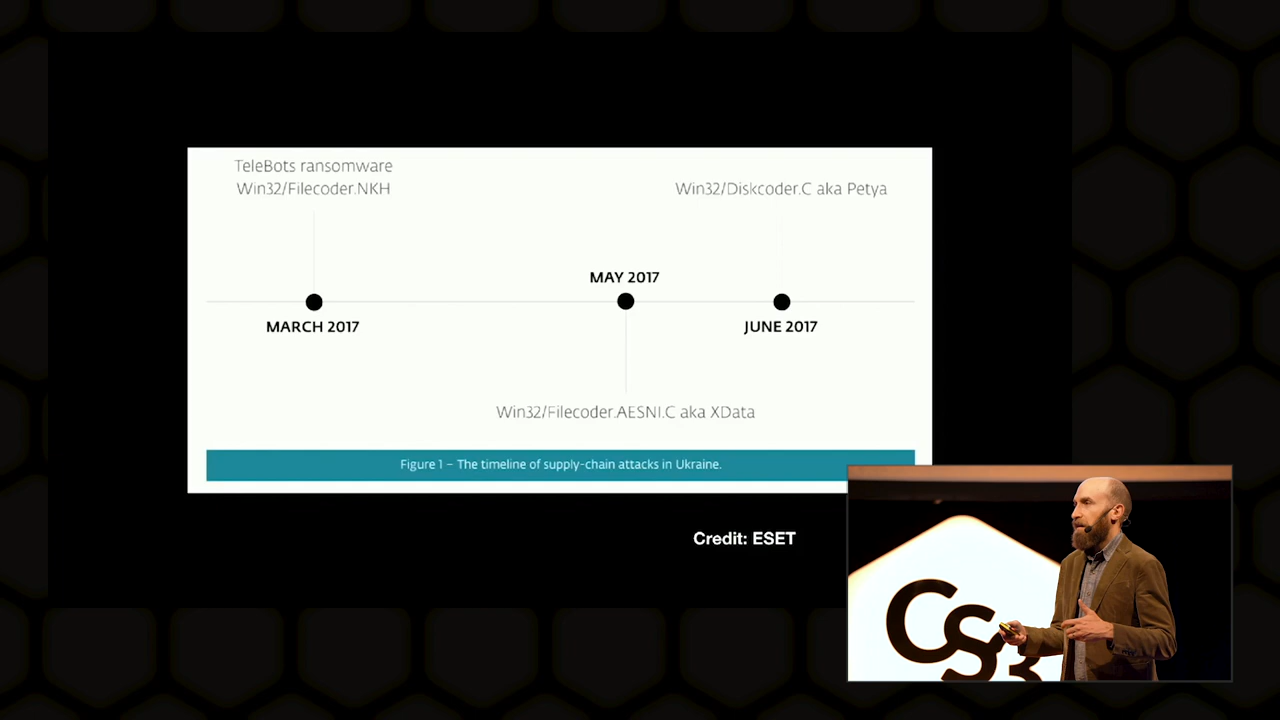 TeleBots ransomware
Win32/Filecoder.NKH
Win32/Diskcoder.C aka Petya
MAY 2017
MARCH 2017
JUNE 2017
Win32/Filecoder.AESNI.C aka XData
Figure 1 – The timeline of supply-chain attacks in Ukraine.
Credit: ESET
CS3